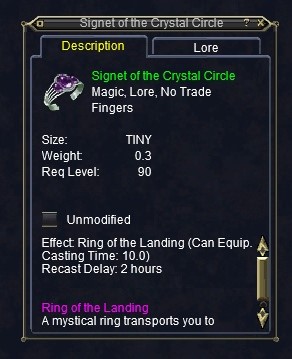 Signet of the Crystal Circle ? X
Description Lore
Signet of the Crystal Circle
Magic, Lore, No Trade
Fingers
Size: TINY
Weight: 0.3
Req Level: 90
Unmodified
Effect: Ring of the Landing (Can Equip.
Casting Time: 10.0)
Recast Delay: 2 hours
Ring of the Landing
A mystical ring transports you to